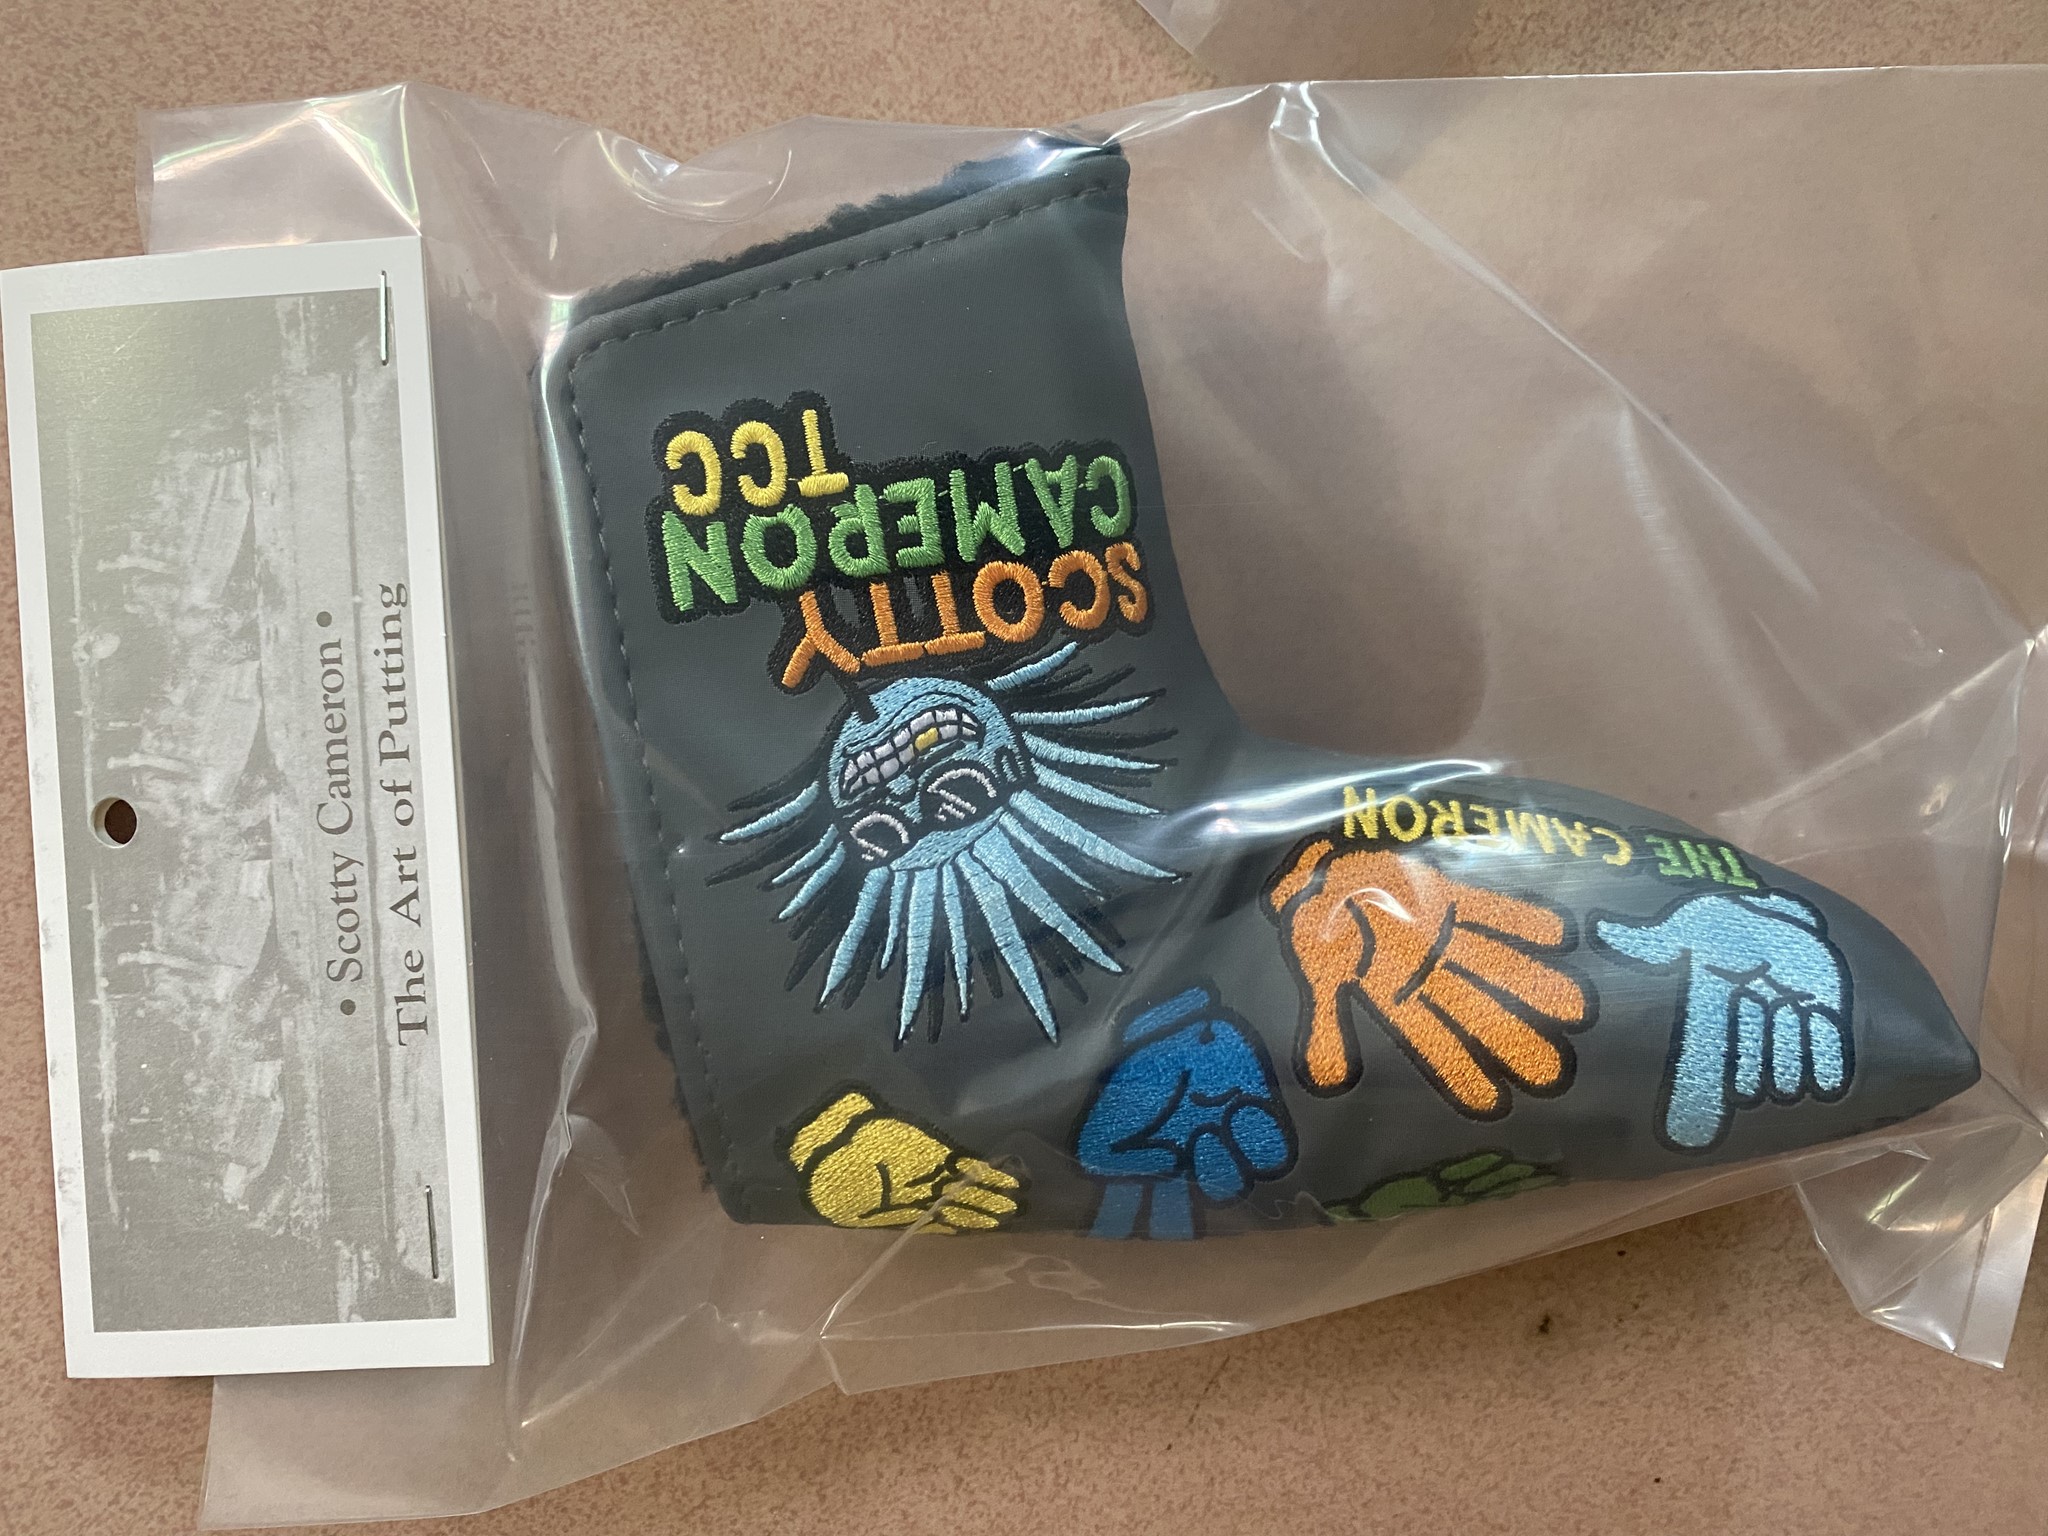 • Scotty Cameron •
The Art of Putting
SCOTTY
CAMERON
TCC
THE CAMERON